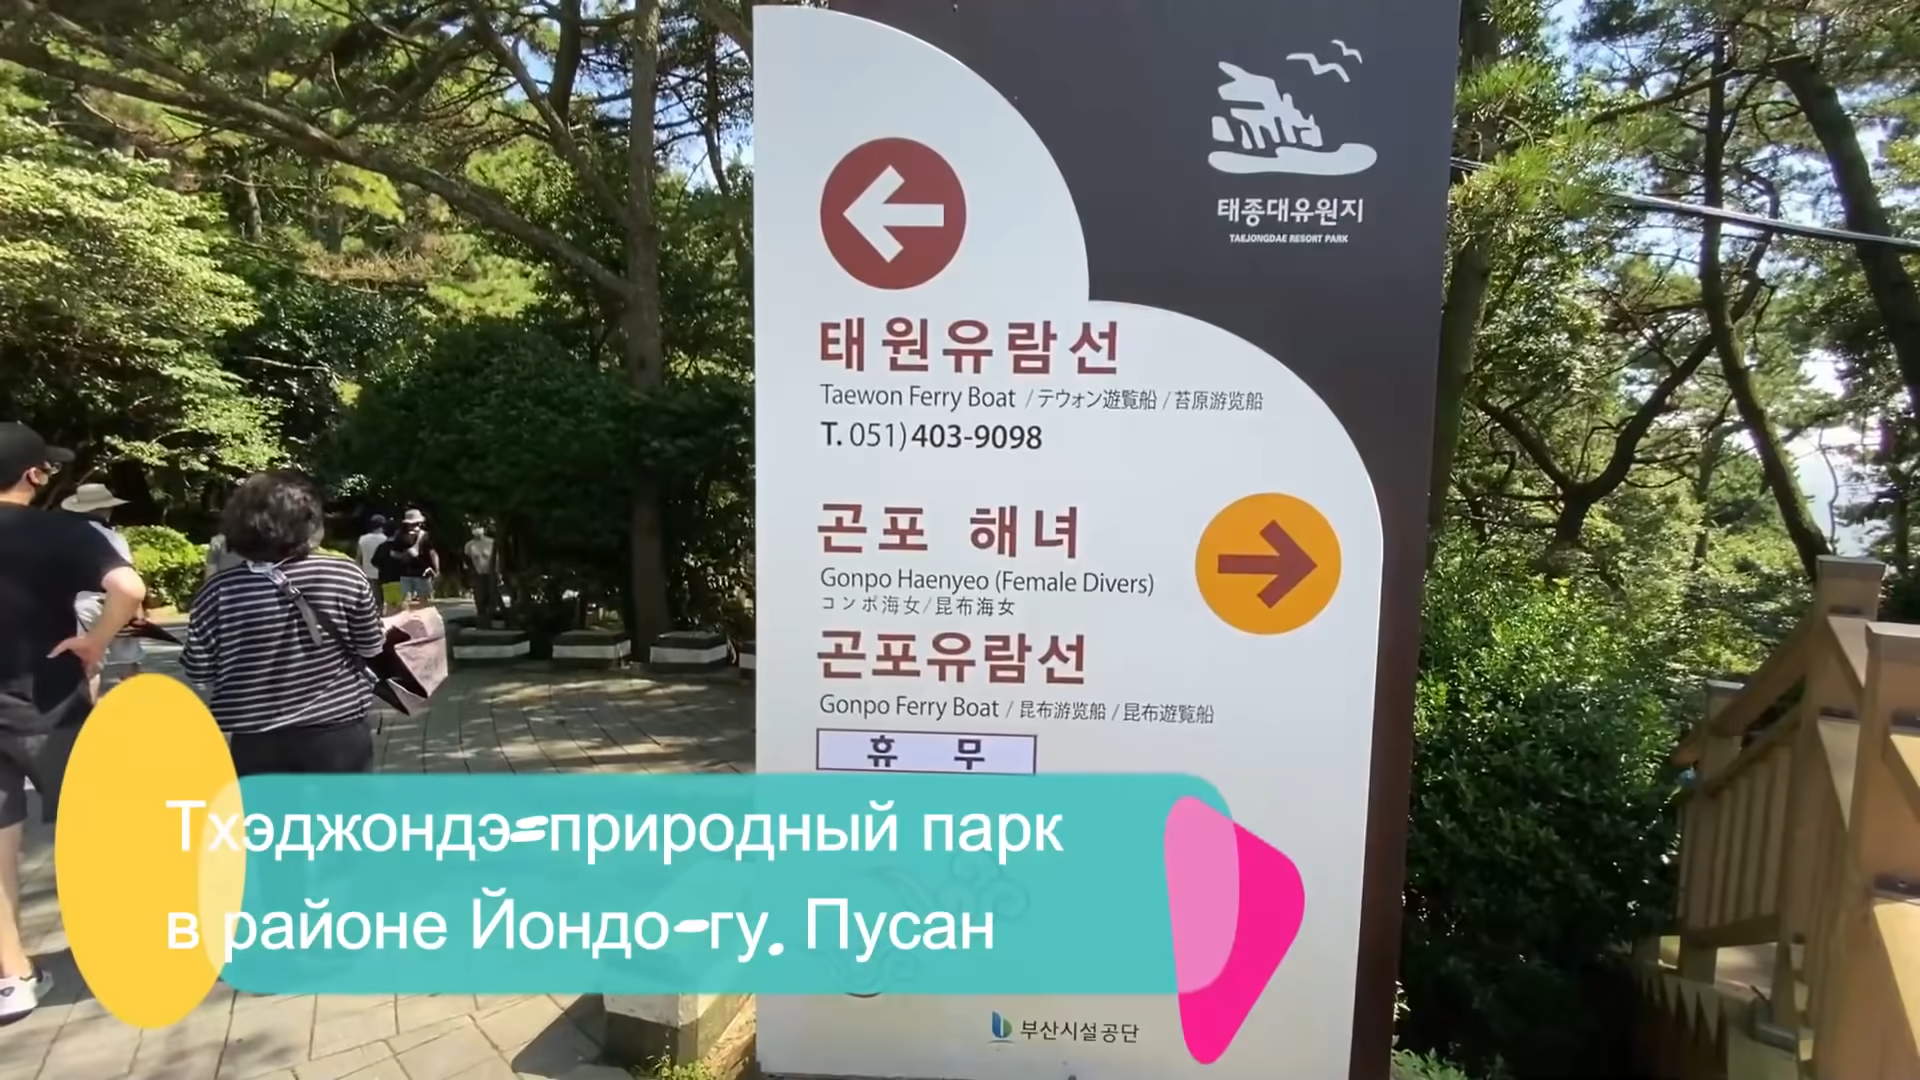 태종대유원지
TAEJONGDAE RESORT PARK
태원유람선
Taewon Ferry Boat / テウォン遊覧船 / 苔原游览船
T. 051)403-9098
곤포 해녀
Gonpo Haenyeo (Female Divers)
コンポ海女/昆布海女
곤포유람선
Gonpo Ferry Boat / 昆布游览船 / 昆布遊覧船
휴 무
Тхэджондэ=природный парк
в районе Йондо-гу. Пусан
부산시설공단